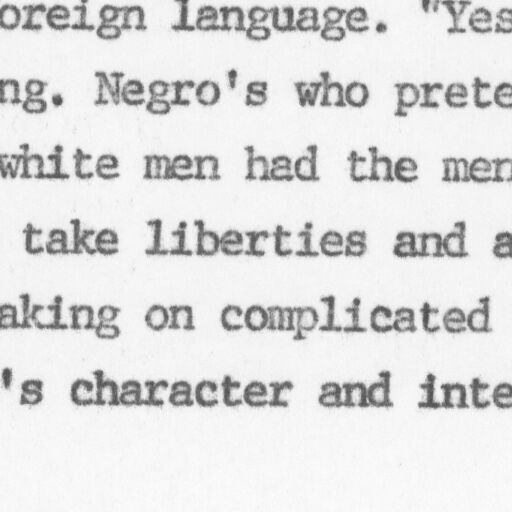 oreign language. "Yes
ng. Negro's who prete
white men had the men
take liberties and a
aking on complicated
's character and inte